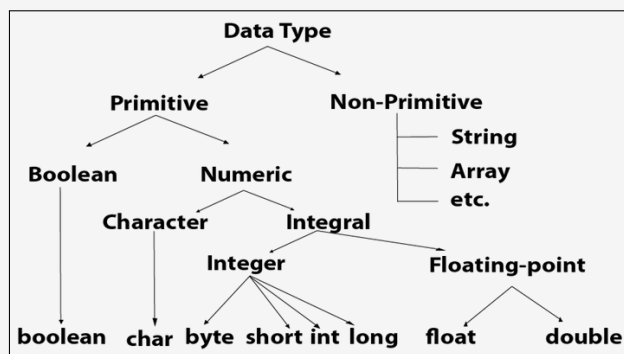 Data Type
Primitive
Non-Primitive
String
Boolean
Numeric
Array
etc.
Character
Integral
Integer
Floating-point
boolean char byte short int long float double